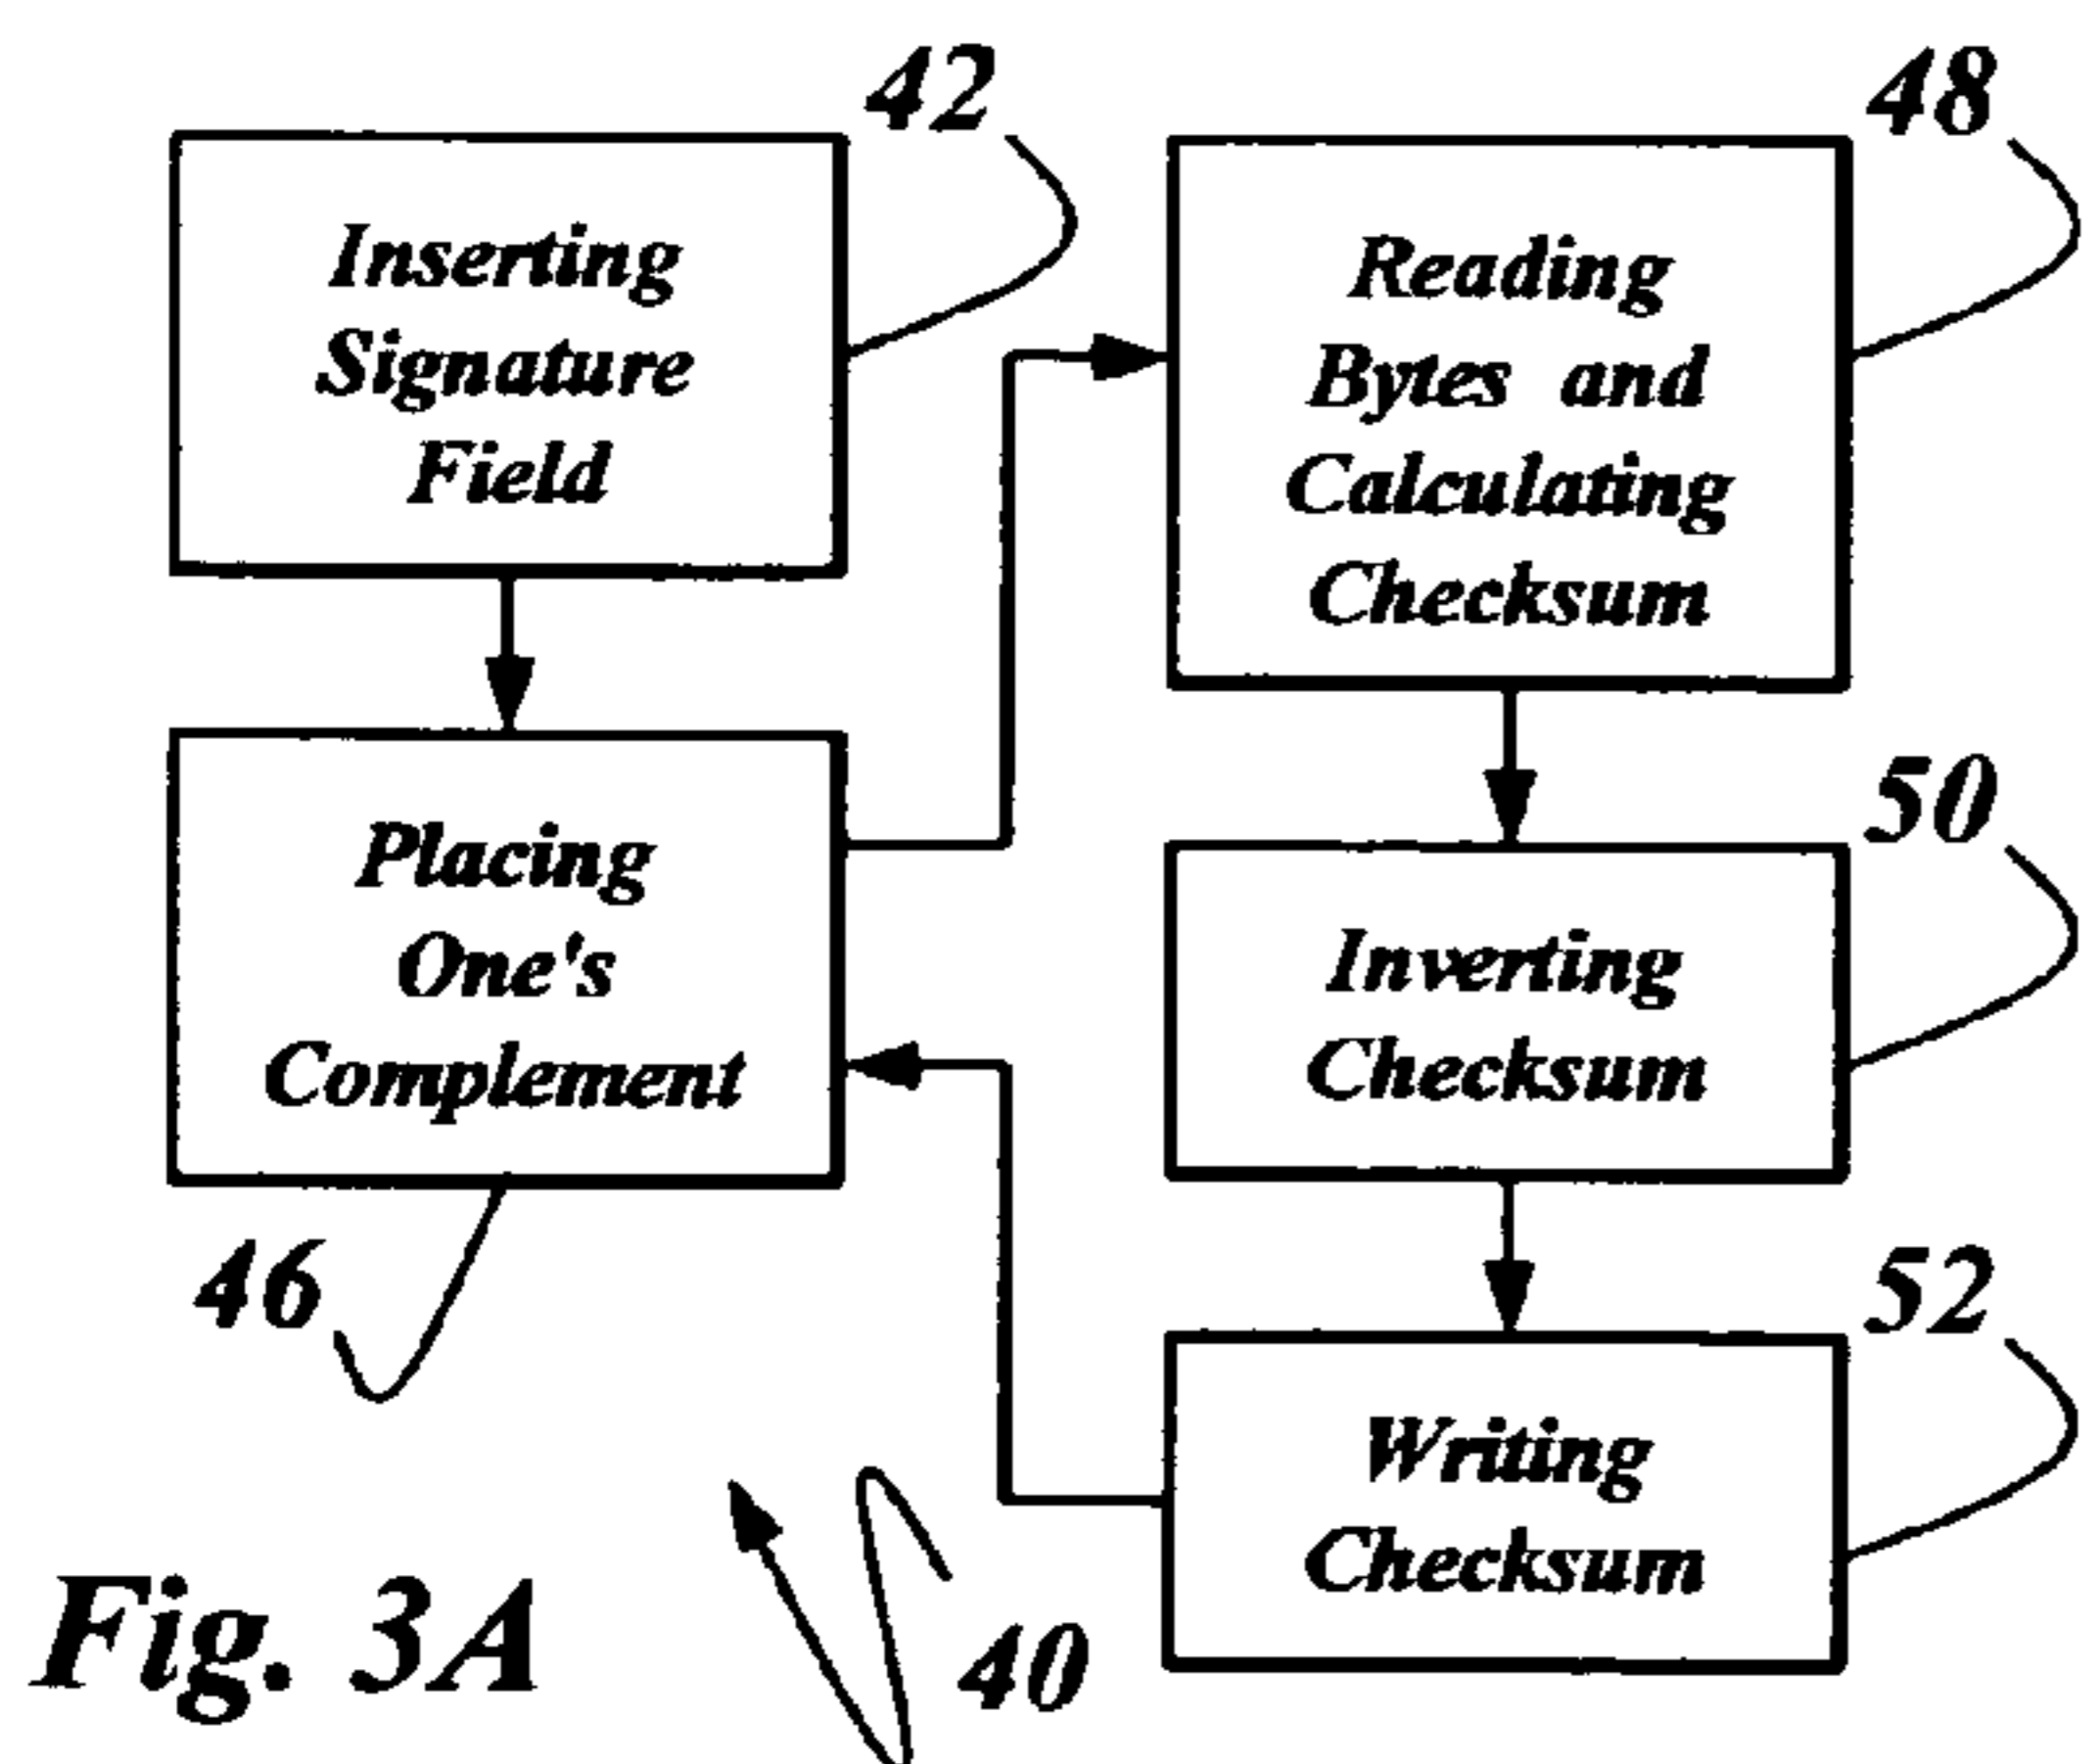 42
Inserting
Signature
Field
48
Reading
Bytes and
Calculating
Checksum
Placing
One's
Complement
46
50
Inverting
Checksum
52
Writing
Checksum
40
Fig. 3A